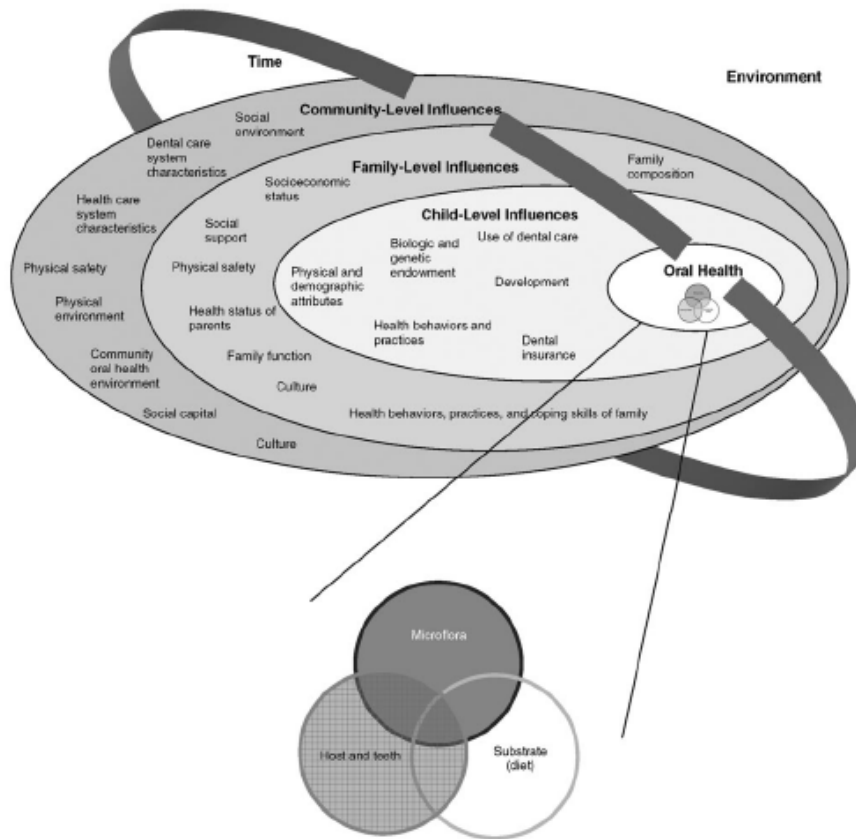 Time
Environment
Community-Level Influences
Social
environment
Dental care
system
characteristics
Family-Level Influences
Family
composition
Socioeconomic
status
Health care
system
characteristics
Child-Level Influences
Social
support
Use of dental care
Biologic and
genetic
endowment
Physical safety
Physical safety
Physical and
demographic
attributes
Development
Oral Health
Physical
environment
Health status of
parents
Health behaviors and
practices
Dental
insurance
Community
oral health
environment
Family function
Culture
Social capital
Health behaviors, practices, and coping skills of family
Culture
Microflora
Host and teeth
Substrate
(diet)